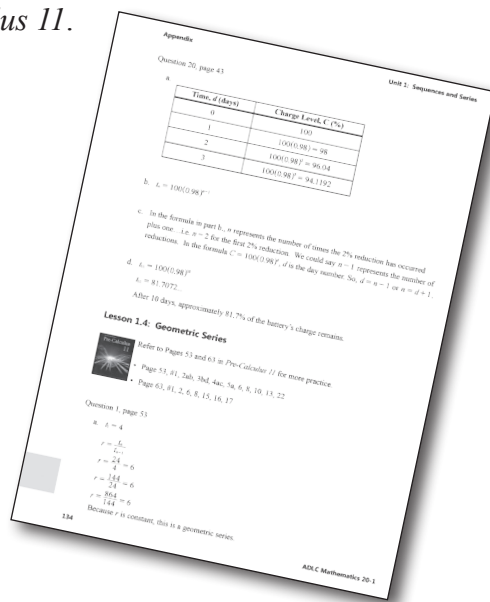 lus 11.
Appendix
Unit 1: Sequences and Series
Question 20, page 43
a.
Time, d (days) Charge Level, C (%)
0 100
1 100(0.98) = 98
2 100(0.98)² = 96.04
3 100(0.98)³ = 94.1192
b. tₙ = 100(0.98)ⁿ⁻¹
c. In the formula in part b., n represents the number of times the 2% reduction has occurred
plus one...i.e. n = 2 for the first 2% reduction. We could say n − 1 represents the number of
reductions. In the formula C = 100(0.98)ᵈ, d is the day number. So, d = n − 1 or n = d + 1.
d. = 100(0.98)¹⁰
= 81.7072...
After 10 days, approximately 81.7% of the battery's charge remains.
Lesson 1.4: Geometric Series
Pre-Calculus
11
Refer to Pages 53 and 63 in Pre-Calculus 11 for more practice.
• Page 53, #1, 2ab, 3bd, 4ac, 5a, 6, 8, 10, 13, 22
• Page 63, #1, 2, 6, 8, 15, 16, 17
Question 1, page 53
a. t₁ = 4
r = tₙ/tₙ₋₁
r = 24/4 = 6
r = 144/24 = 6
r = 864/144 = 6
Because r is constant, this is a geometric series.
134
ADLC Mathematics 20-1